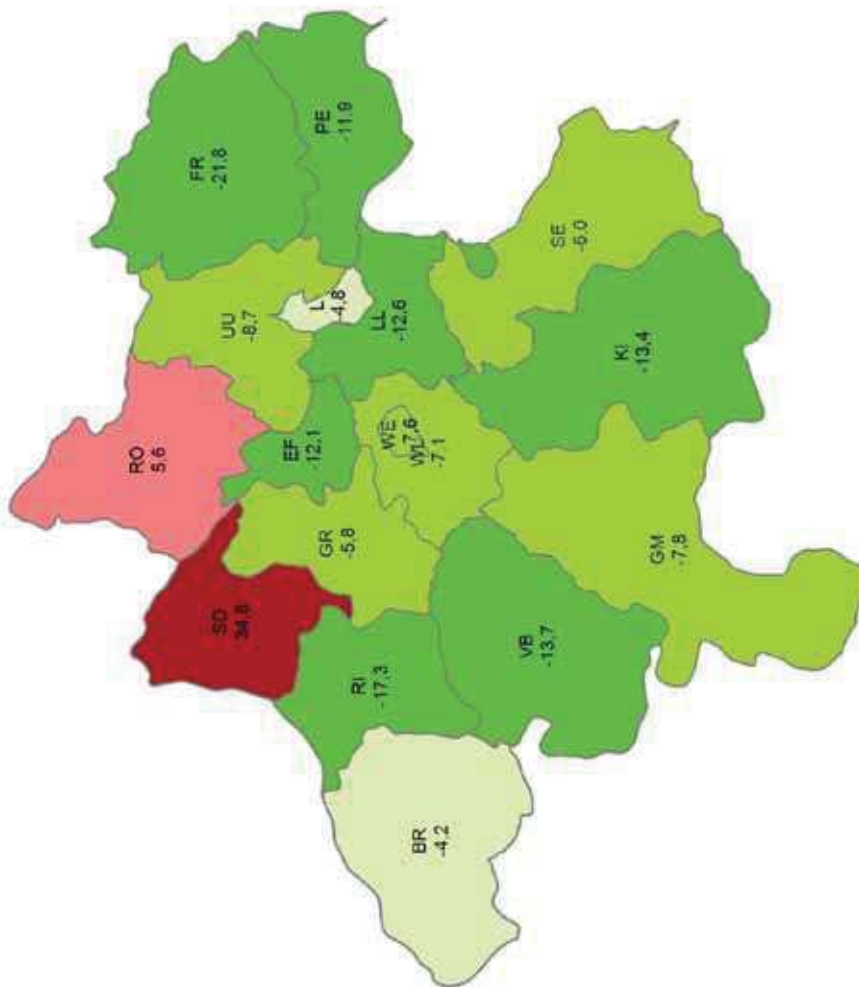 RO
5,6
FR
-21,8
SD
34,8
UU
-8,7
EF
-12,1
PE
-11,9
L
-4,8
GR
-5,8
RI
-17,3
LL
-12,6
WE
-7,6
WL
-7,1
BR
-4,2
VB
-13,7
SE
-6,0
KI
-13,4
GM
-7,8